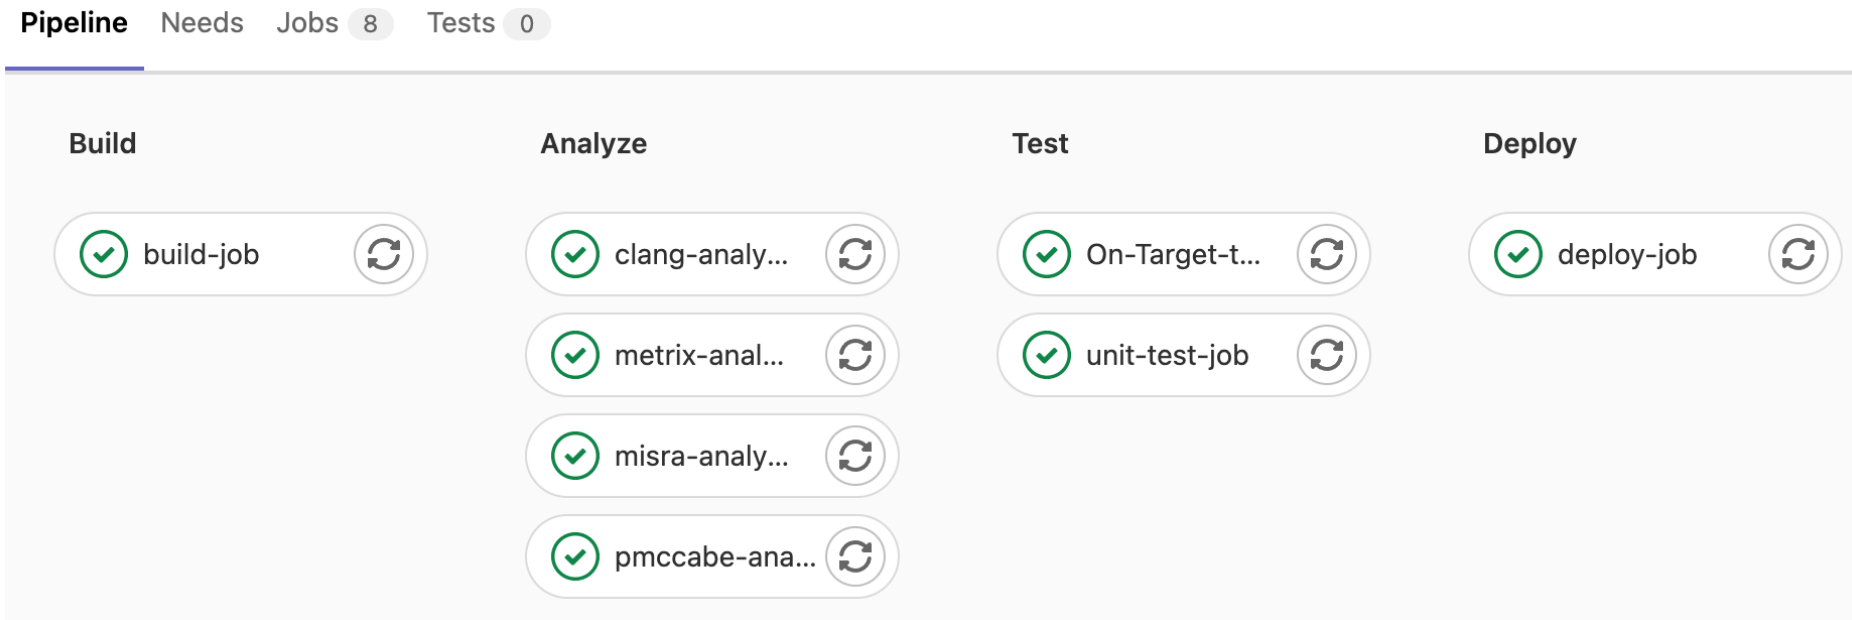 Pipeline Needs Jobs 8 Tests 0
Build Analyze Test Deploy
build-job clang-analy... On-Target-t... deploy-job
metrix-anal... unit-test-job
misra-analy...
pmccabe-ana...